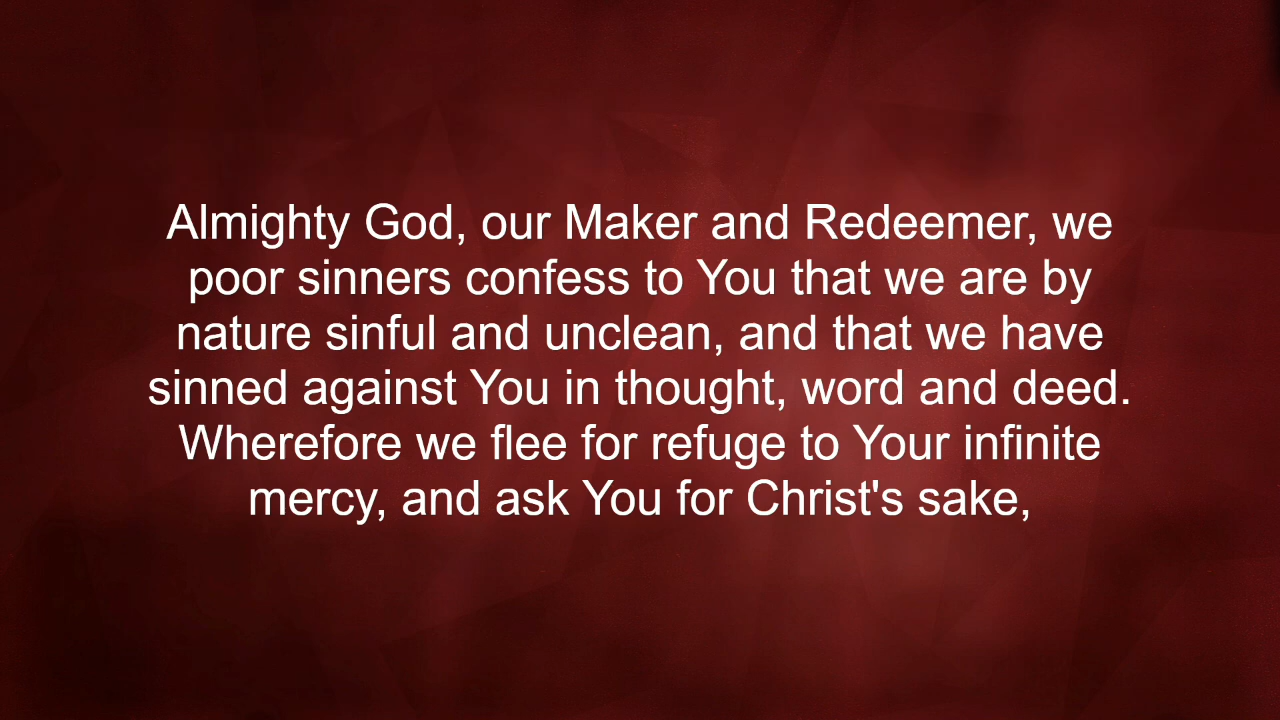 Almighty God, our Maker and Redeemer, we
poor sinners confess to You that we are by
nature sinful and unclean, and that we have
sinned against You in thought, word and deed.
Wherefore we flee for refuge to Your infinite
mercy, and ask You for Christ's sake,